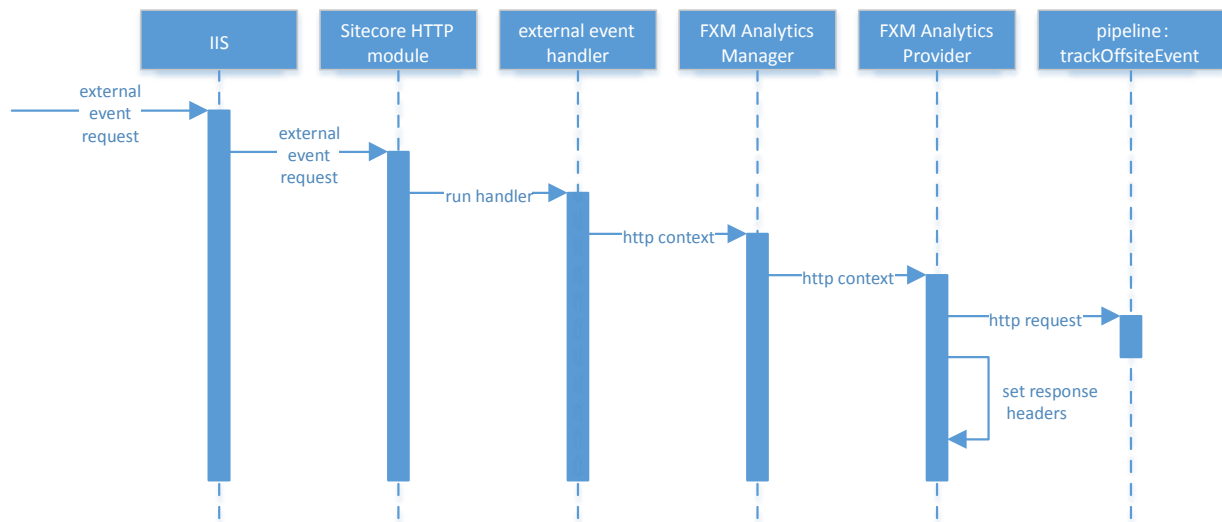 IIS
Sitecore HTTP
module
external event
handler
FXM Analytics
Manager
FXM Analytics
Provider
pipeline:
trackOffsiteEvent
external
event
request
external
event
request
run handler
http context
http context
http request
set response
headers